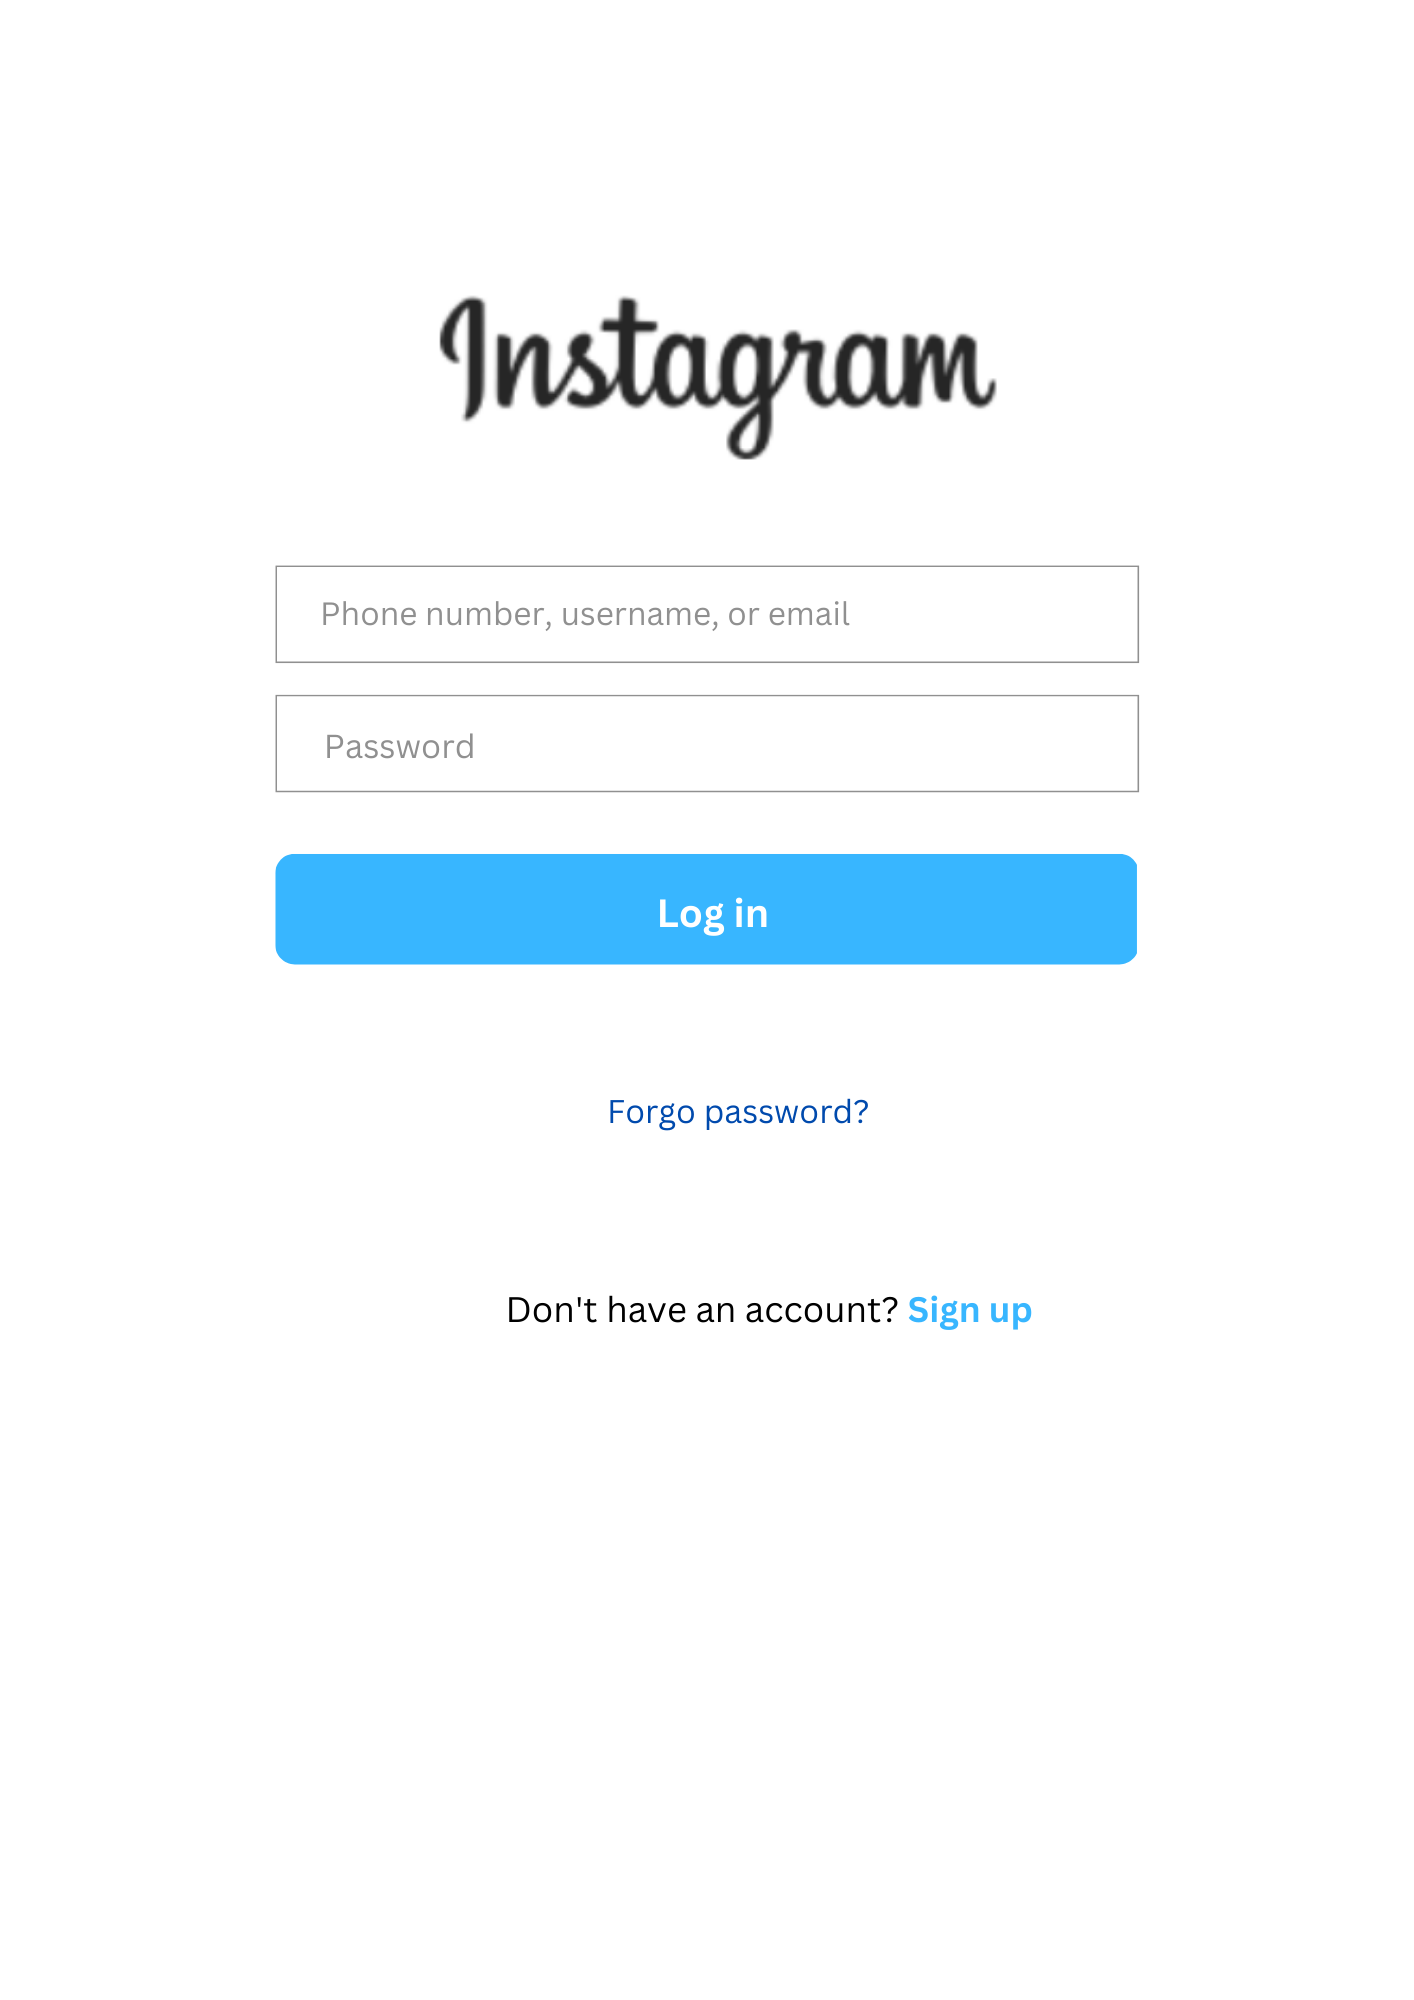 Instagram
Phone number, username, or email
Password
Log in
Forgo password?
Don't have an account? Sign up